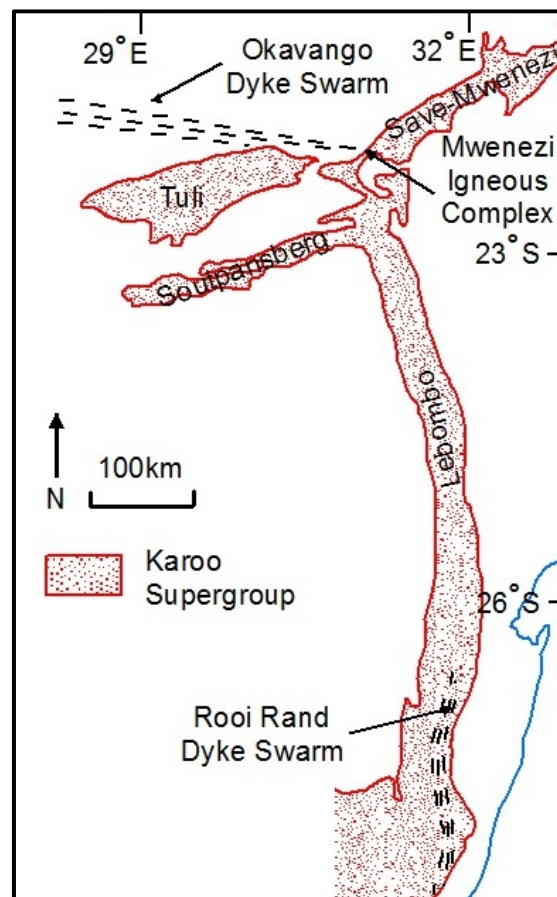 29°E
32°E
Okavango
Dyke Swarm
Save-Mwenezi
Mwenezi
Igneous
Complex
Tuli
23°S
Soutpansberg
Lebombo
100km
N
Karoo
Supergroup
26°S
Rooi Rand
Dyke Swarm